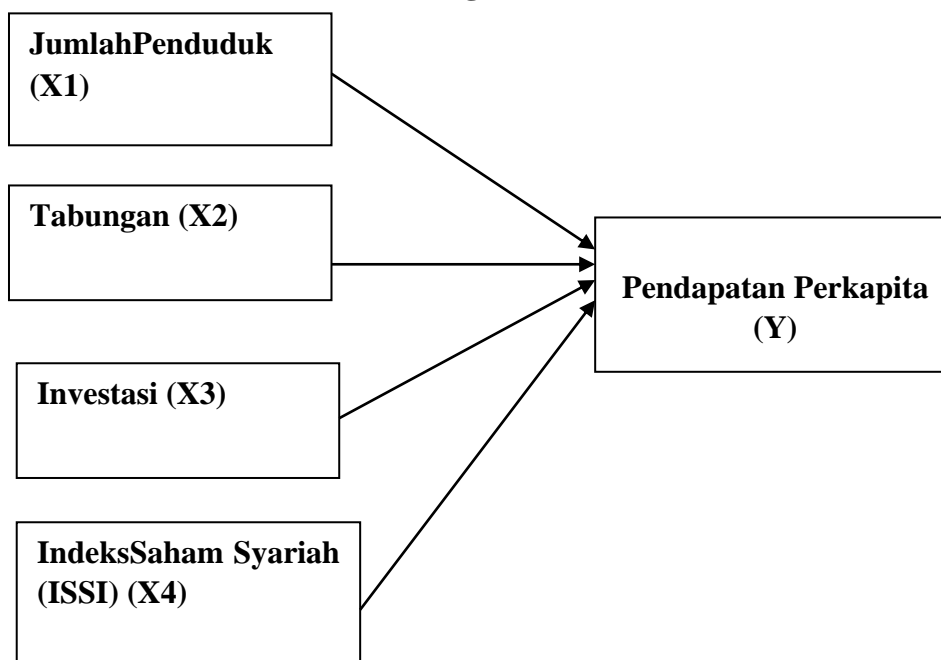 JumlahPenduduk
(X1)
Tabungan (X2)
Pendapatan Perkapita
(Y)
Investasi (X3)
IndeksSaham Syariah
(ISSI) (X4)